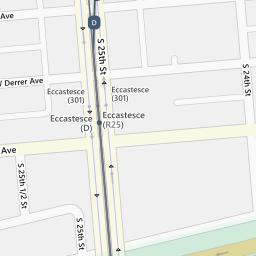 Ave
D
S 25th St
Derrer Ave
Eccastesce
(301)
Eccastesce
(301)
S 24th St
Eccastesce
(D)
Eccastesce
(R25)
Ave
S 25th 1/2 St
S 25th St